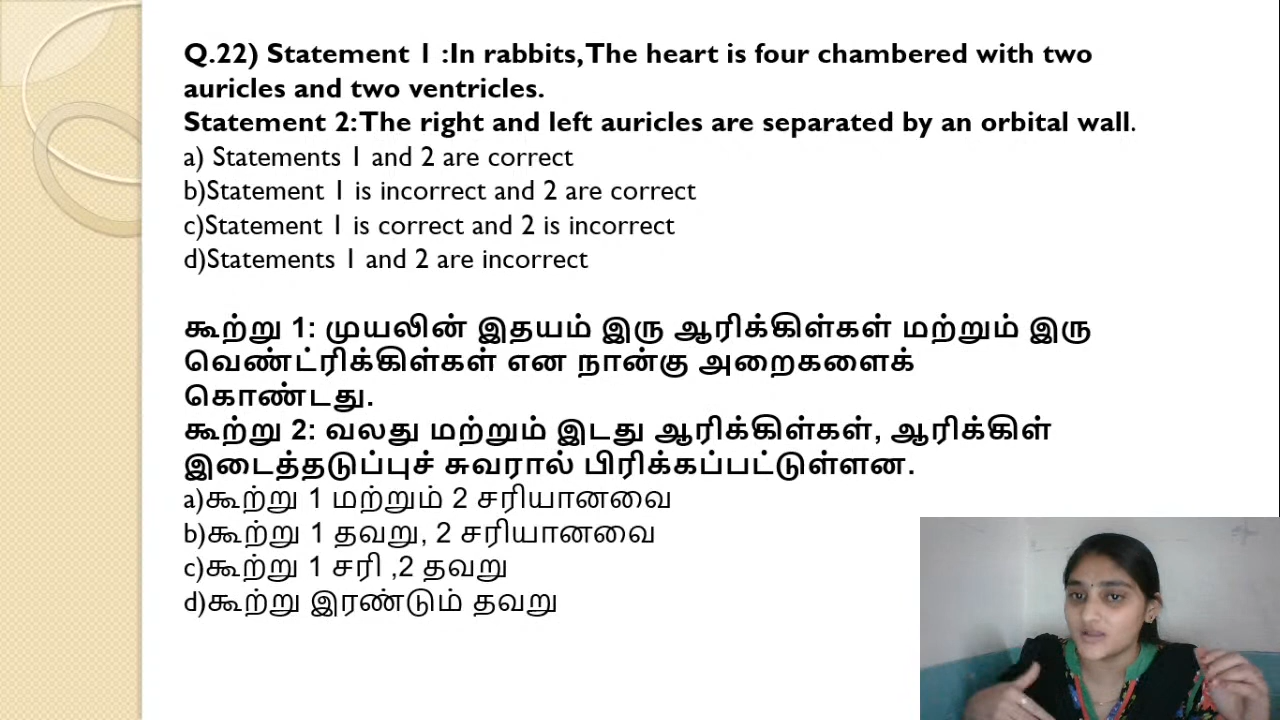 Q.22) Statement 1 :In rabbits,The heart is four chambered with two
auricles and two ventricles.
Statement 2:The right and left auricles are separated by an orbital wall.
a) Statements 1 and 2 are correct
b)Statement 1 is incorrect and 2 are correct
c)Statement 1 is correct and 2 is incorrect
d)Statements 1 and 2 are incorrect
கூற்று 1: முயலின் இதயம் இரு ஆரிக்கிள்கள் மற்றும் இரு
வெண்ட்ரிக்கிள்கள் என நான்கு அறைகளைக்
கொண்டது.
கூற்று 2: வலது மற்றும் இடது ஆரிக்கிள்கள், ஆரிக்கிள்
இடைத்தடுப்புச் சுவரால் பிரிக்கப்பட்டுள்ளன.
a)கூற்று 1 மற்றும் 2 சரியானவை
b)கூற்று 1 தவறு, 2 சரியானவை
c)கூற்று 1 சரி ,2 தவறு
d)கூற்று இரண்டும் தவறு